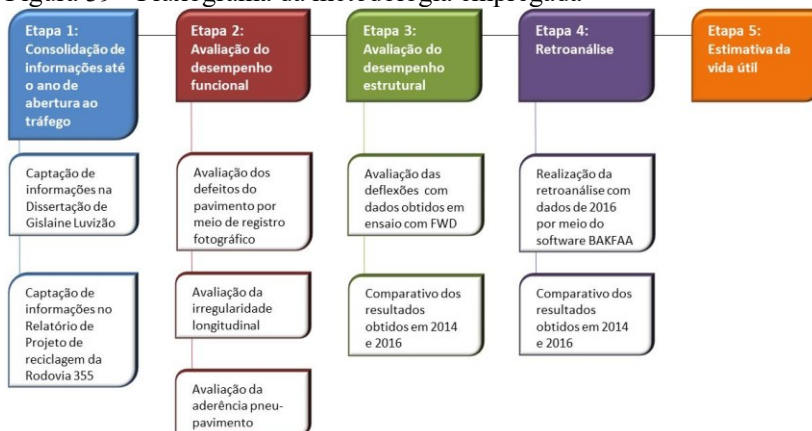 Figura 39 - Fluxograma da metodologia empregada
Etapa 1:
Consolidação de
informações até
o ano de
abertura ao
tráfego
Captação de
informações na
Dissertação de
Gislaine Luvizão
Captação de
informações no
Relatório de
Projeto de
reciclagem da
Rodovia 355
Etapa 2:
Avaliação do
desempenho
funcional
Avaliação dos
defeitos do
pavimento por
meio de registro
fotográfico
Avaliação da
irregularidade
longitudinal
Avaliação da
aderência pneu-
pavimento
Etapa 3:
Avaliação do
desempenho
estrutural
Avaliação das
deflexões com
dados obtidos em
ensaio com FWD
Comparativo dos
resultados
obtidos em 2014
e 2016
Etapa 4:
Retroanálise
Realização da
retroanálise com
dados de 2016
por meio do
software BAKFAA
Comparativo dos
resultados
obtidos em 2014
e 2016
Etapa 5:
Estimativa da
vida útil